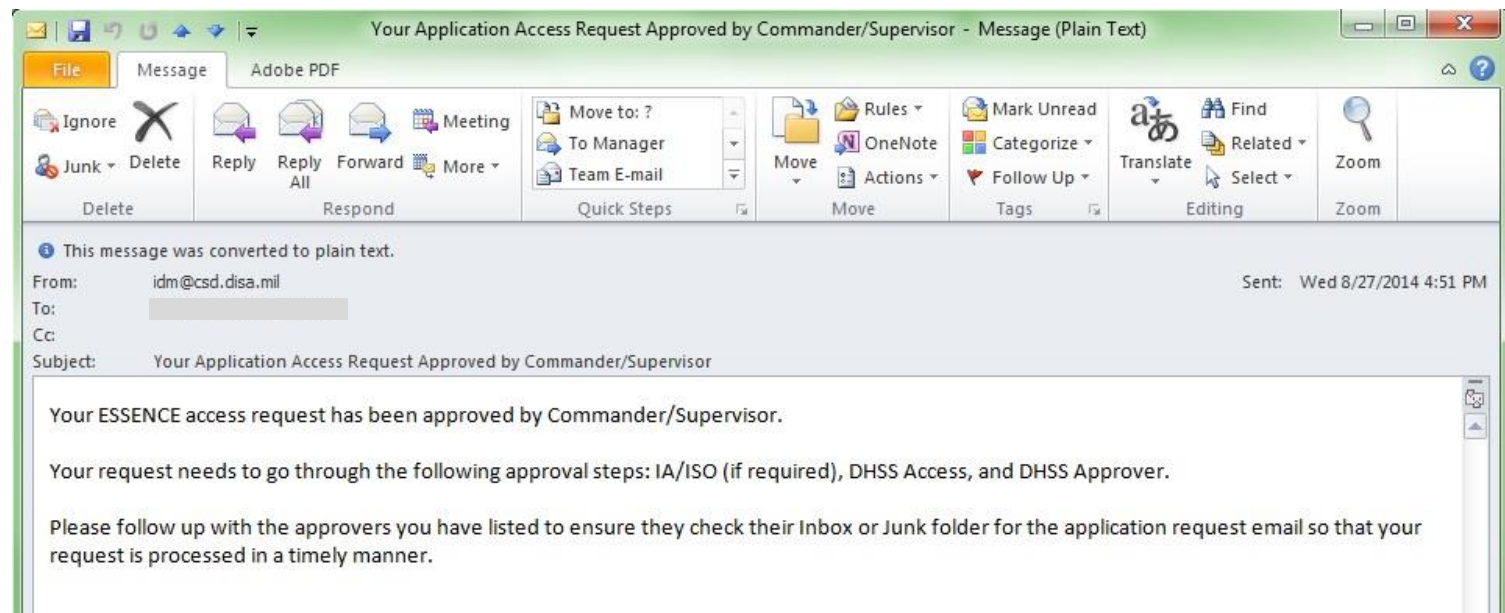 Your Application Access Request Approved by Commander/Supervisor - Message (Plain Text)
File Message Adobe PDF
Ignore
Junk
Delete
Delete
Reply
Reply All
Forward
Meeting
More
Respond
Move to: ?
To Manager
Team E-mail
Quick Steps
Move
Rules
OneNote
Actions
Move
Mark Unread
Categorize
Follow Up
Tags
Translate
Find
Related
Select
Editing
Zoom
Zoom
This message was converted to plain text.
From: idm@csd.disa.mil Sent: Wed 8/27/2014 4:51 PM
To:
Cc:
Subject: Your Application Access Request Approved by Commander/Supervisor
Your ESSENCE access request has been approved by Commander/Supervisor.
Your request needs to go through the following approval steps: IA/ISO (if required), DHSS Access, and DHSS Approver.
Please follow up with the approvers you have listed to ensure they check their Inbox or Junk folder for the application request email so that your
request is processed in a timely manner.